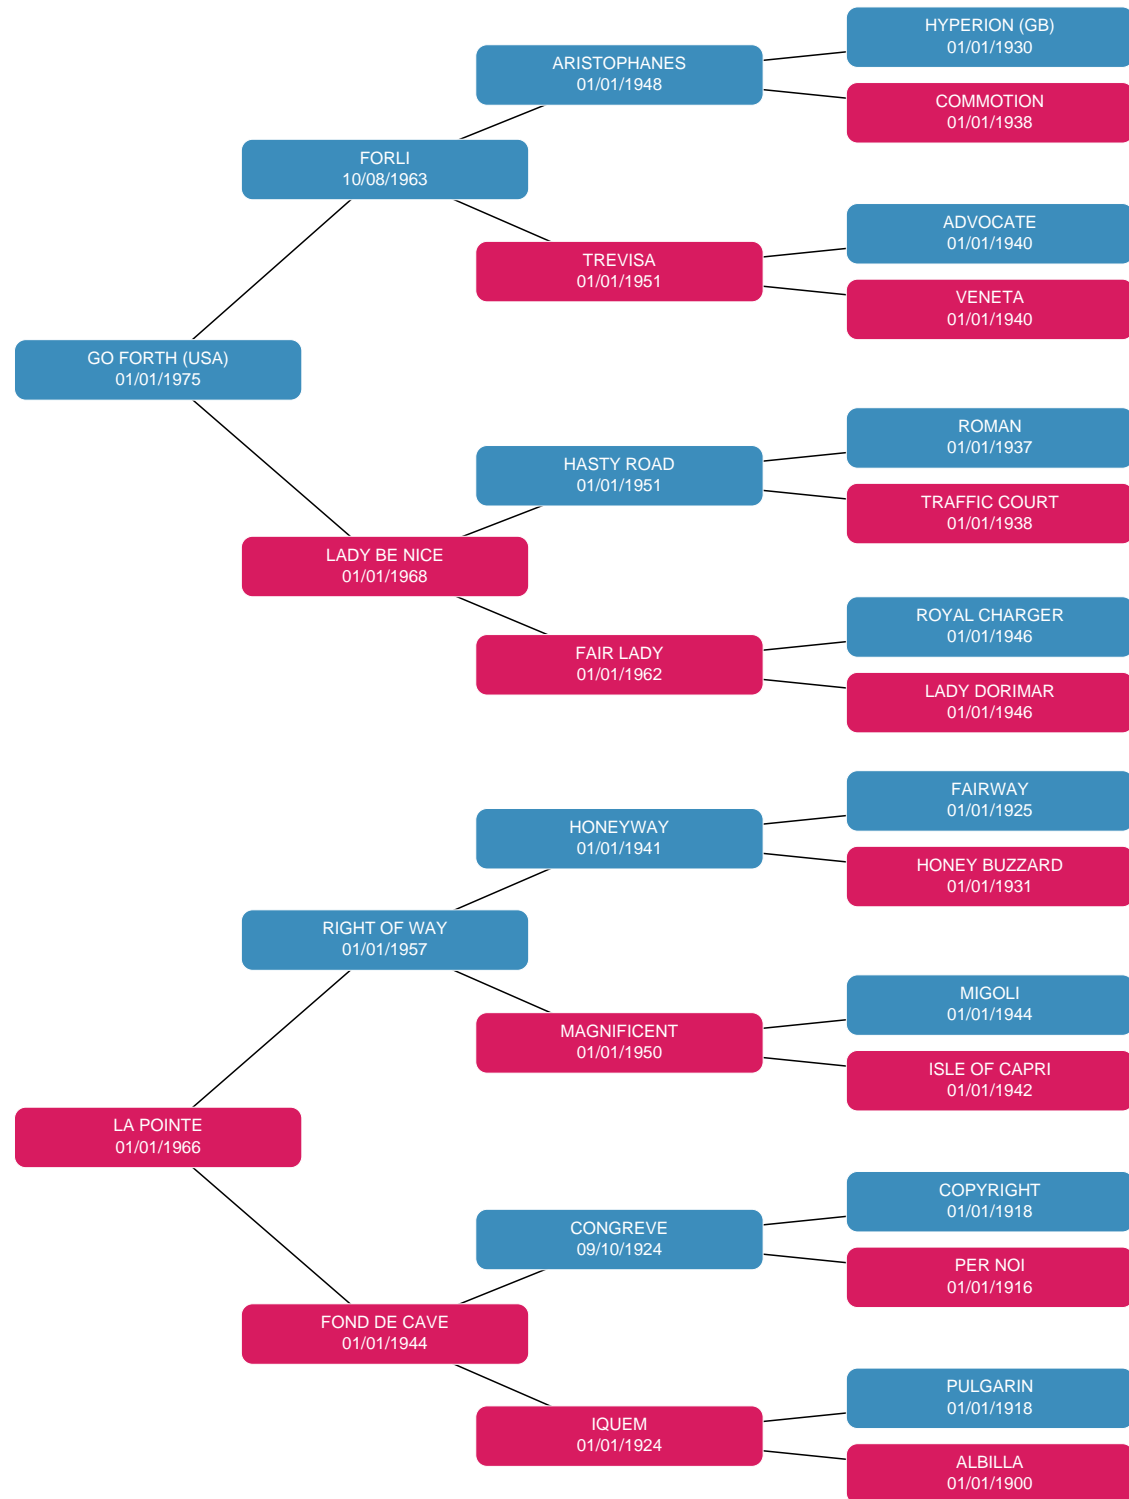 HYPERION (GB)
01/01/1930
ARISTOPHANES
01/01/1948
COMMOTION
01/01/1938
FORLI
10/08/1963
ADVOCATE
01/01/1940
TREVISA
01/01/1951
VENETA
01/01/1940
GO FORTH (USA)
01/01/1975
ROMAN
01/01/1937
HASTY ROAD
01/01/1951
TRAFFIC COURT
01/01/1938
LADY BE NICE
01/01/1968
ROYAL CHARGER
01/01/1946
FAIR LADY
01/01/1962
LADY DORIMAR
01/01/1946
FAIRWAY
01/01/1925
HONEYWAY
01/01/1941
HONEY BUZZARD
01/01/1931
RIGHT OF WAY
01/01/1957
MIGOLI
01/01/1944
MAGNIFICENT
01/01/1950
ISLE OF CAPRI
01/01/1942
LA POINTE
01/01/1966
COPYRIGHT
01/01/1918
CONGREVE
09/10/1924
PER NOI
01/01/1916
FOND DE CAVE
01/01/1944
PULGARIN
01/01/1918
IQUEM
01/01/1924
ALBILLA
01/01/1900